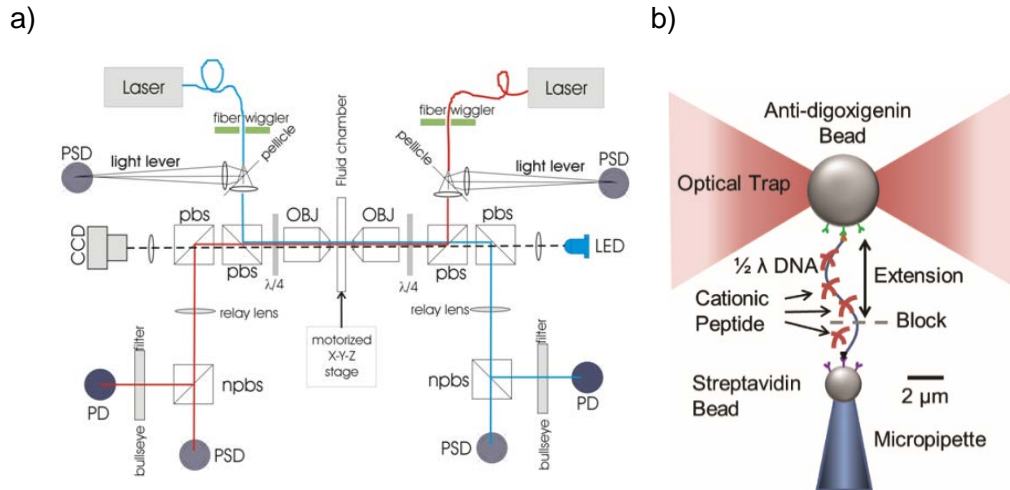 a)
b)
Laser
Laser
fiber wiggler
fiber wiggler
pellicle
pellicle
PSD
light lever
light lever
PSD
Fluid chamber
pbs
OBJ
OBJ
pbs
CCD
LED
pbs
λ/4
λ/4
pbs
relay lens
relay lens
motorized
X-Y-Z
stage
filter
filter
npbs
npbs
PD
PD
bullseye
bullseye
PSD
PSD
Anti-digoxigenin
Bead
Optical Trap
½ λ DNA
Extension
Cationic
Peptide
Block
Streptavidin
Bead
2 µm
Micropipette